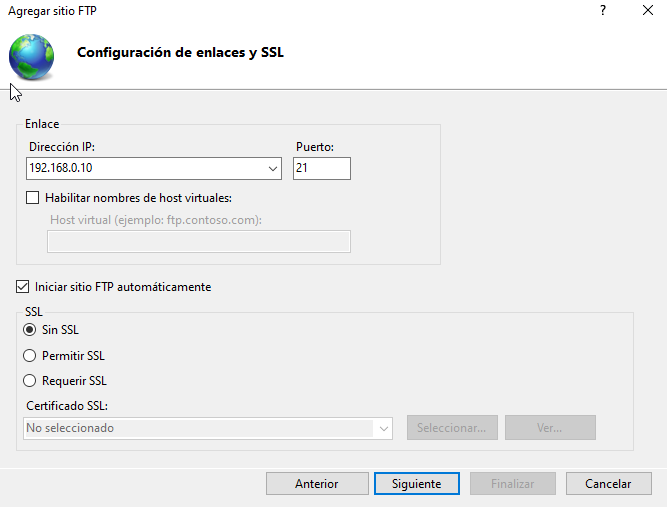 Agregar sitio FTP
?
Configuración de enlaces y SSL
Enlace
Dirección IP: Puerto:
192.168.0.10 21
Habilitar nombres de host virtuales:
Host virtual (ejemplo: ftp.contoso.com):
Iniciar sitio FTP automáticamente
SSL
Sin SSL
Permitir SSL
Requerir SSL
Certificado SSL:
No seleccionado Seleccionar... Ver...
Anterior Siguiente Finalizar Cancelar